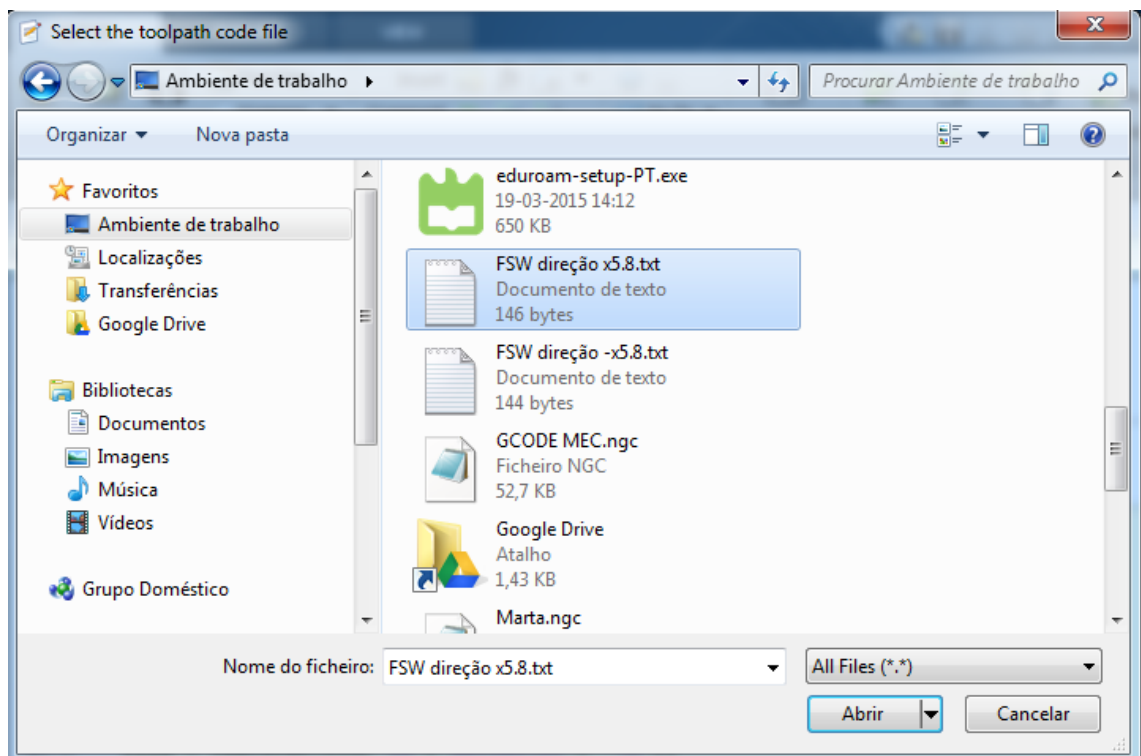 Select the toolpath code file
Ambiente de trabalho
Procurar Ambiente de trabalho
Organizar
Nova pasta
Favoritos
Ambiente de trabalho
Localizações
Transferências
Google Drive
Bibliotecas
Documentos
Imagens
Música
Vídeos
Grupo Doméstico
eduroam-setup-PT.exe
19-03-2015 14:12
650 KB
FSW direção x5.8.txt
Documento de texto
146 bytes
FSW direção -x5.8.txt
Documento de texto
144 bytes
GCODE MEC.ngc
Ficheiro NGC
52,7 KB
Google Drive
Atalho
1,43 KB
Marta.ngc
Nome do ficheiro: FSW direção x5.8.txt
All Files (*.*)
Abrir
Cancelar